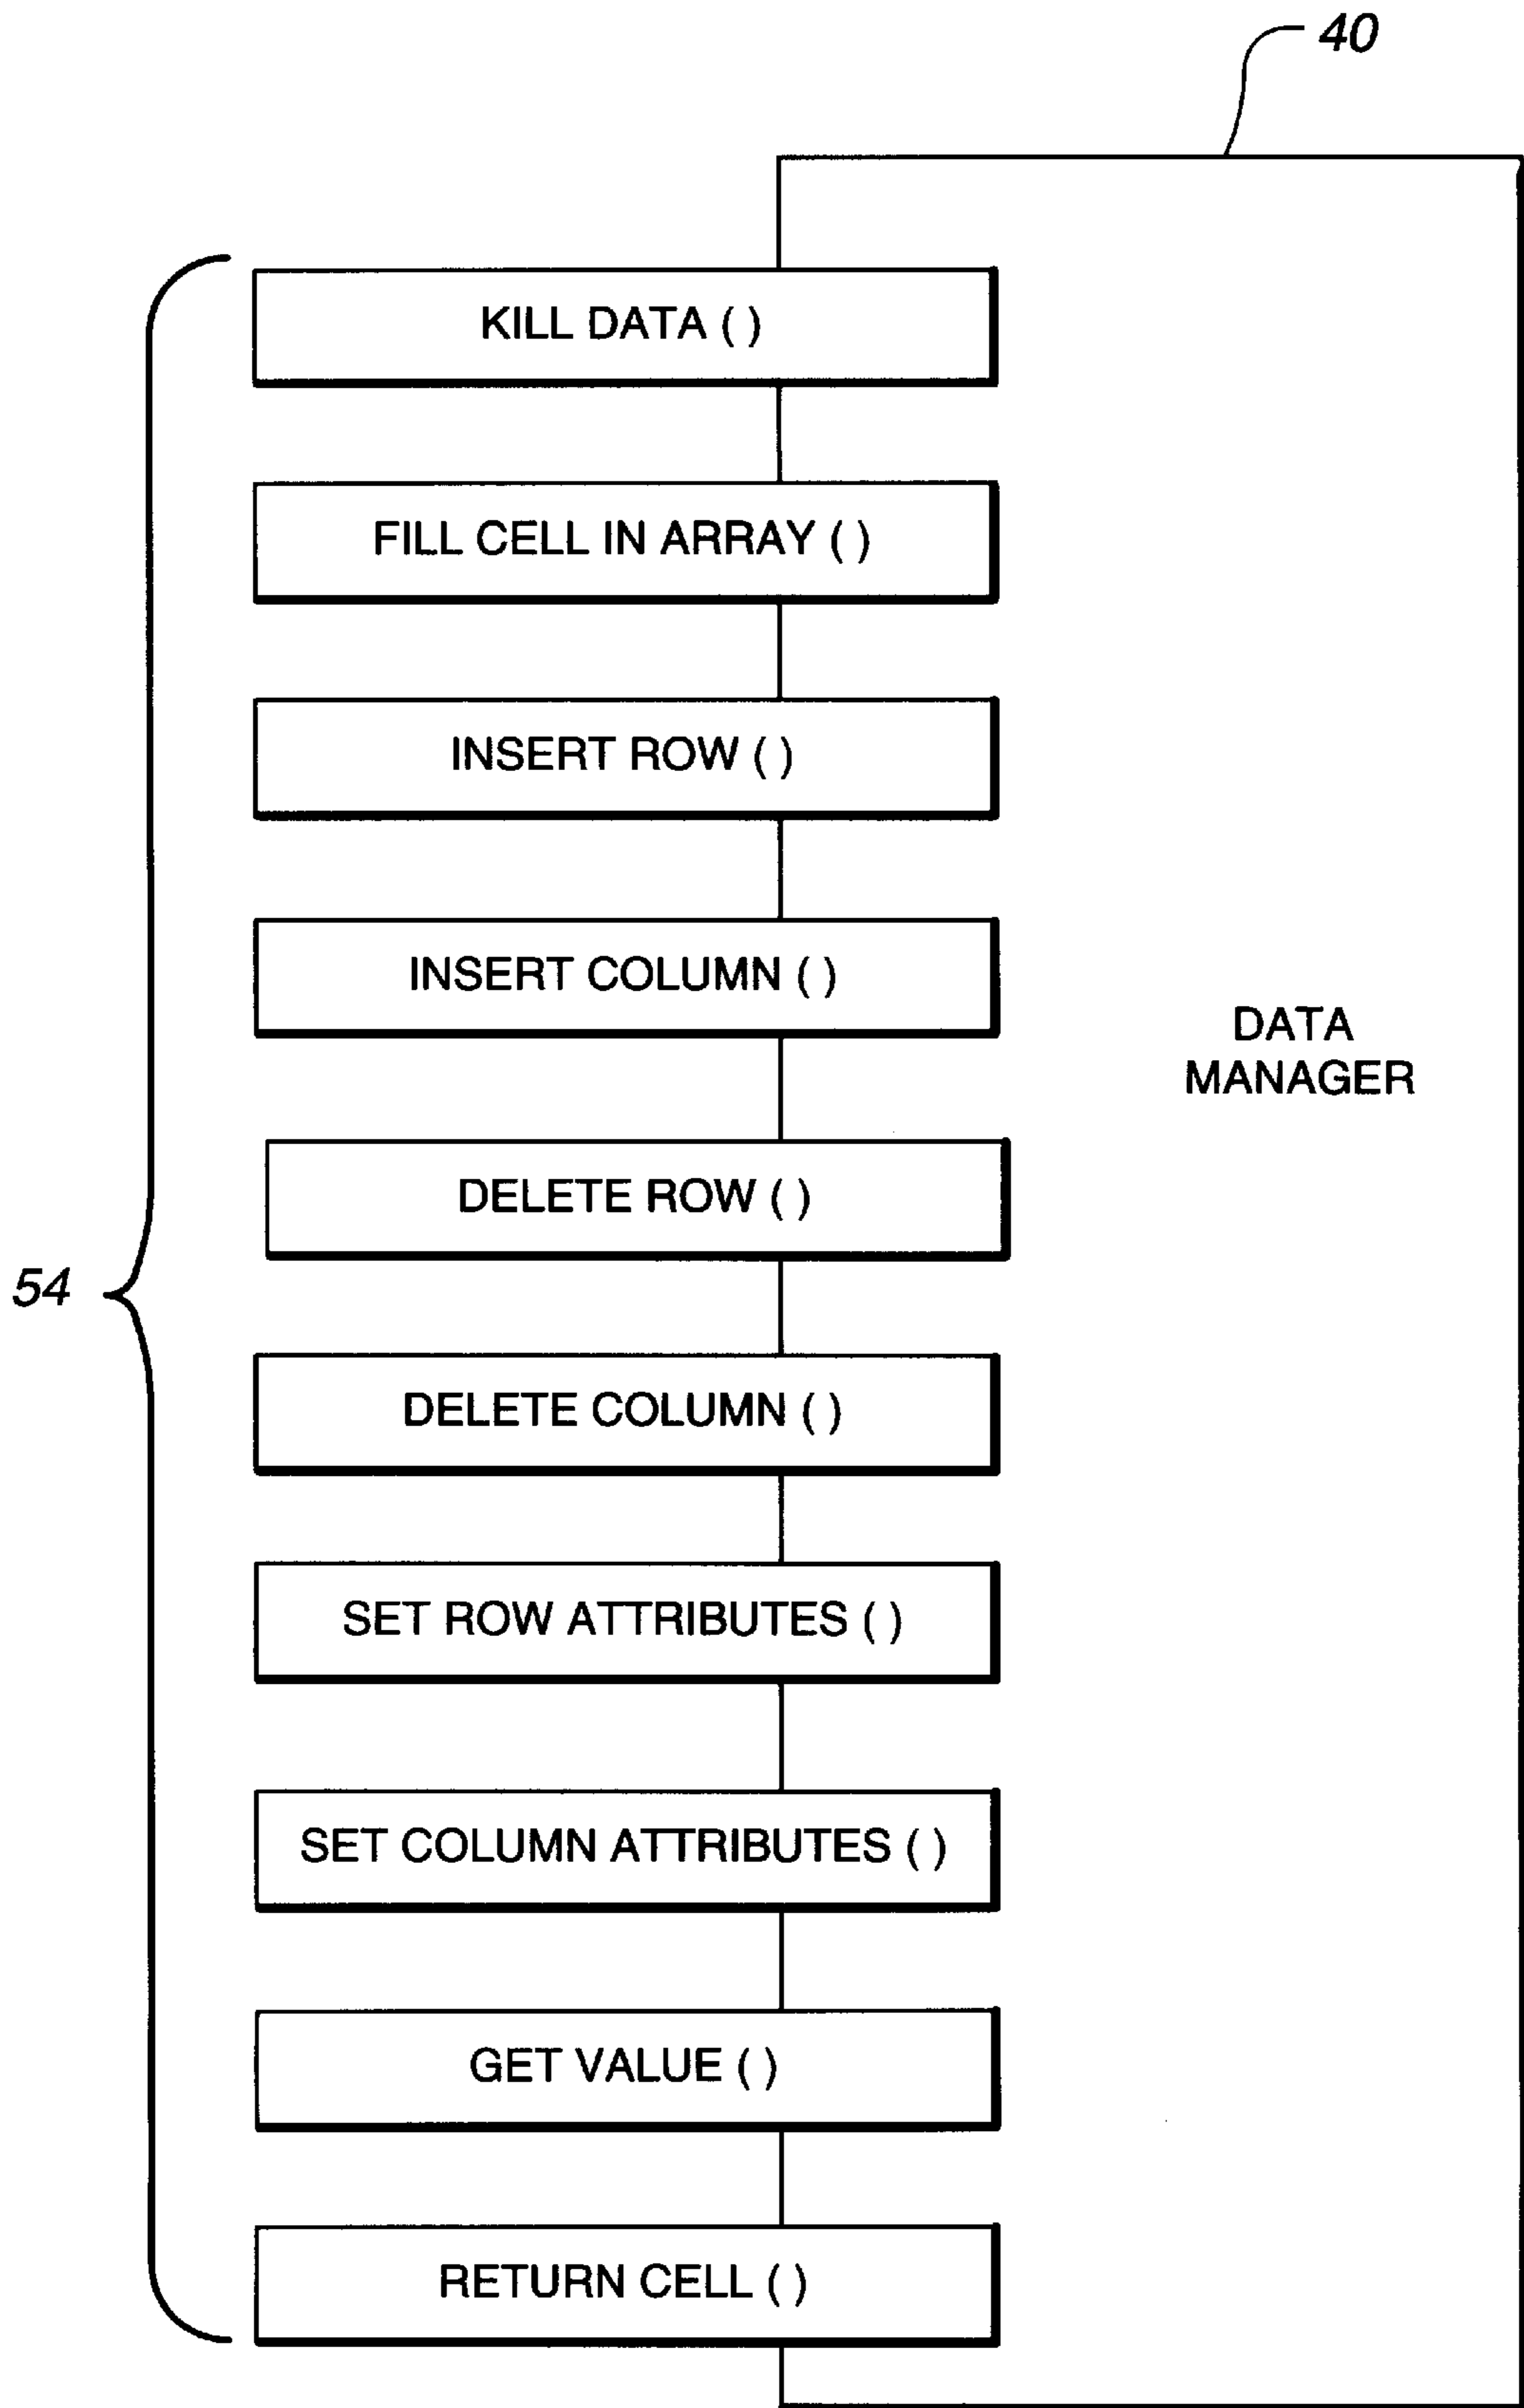 40
KILL DATA ( )
FILL CELL IN ARRAY ( )
INSERT ROW ( )
INSERT COLUMN ( )
DATA
MANAGER
DELETE ROW ( )
54
DELETE COLUMN ( )
SET ROW ATTRIBUTES ( )
SET COLUMN ATTRIBUTES ( )
GET VALUE ( )
RETURN CELL ( )